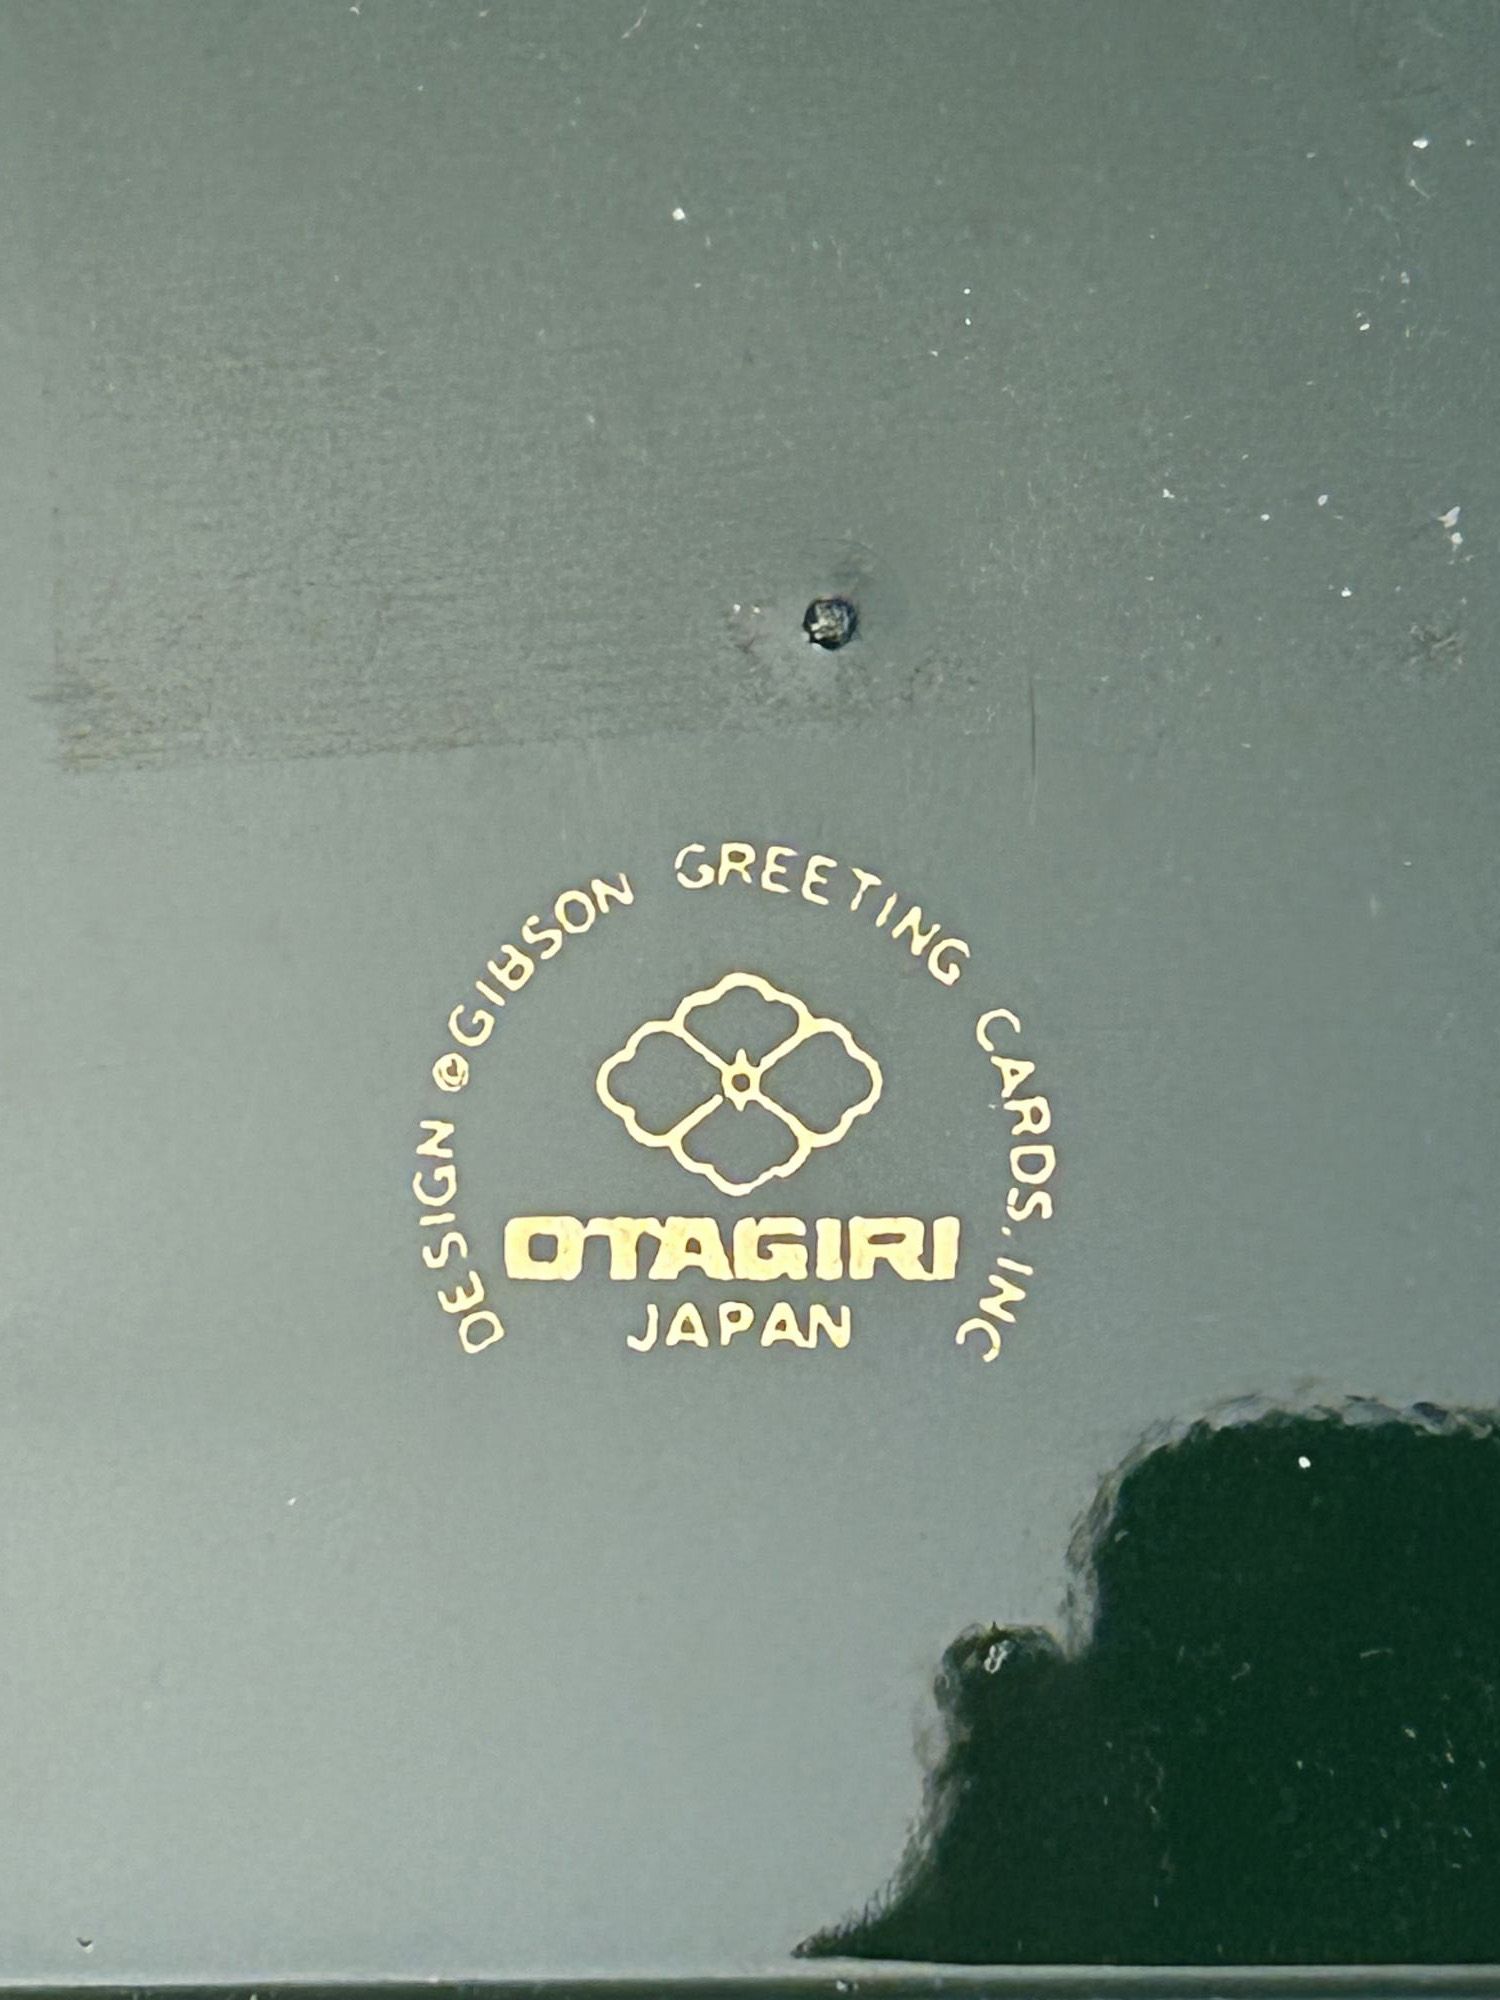 DESIGN © GIBSON GREETING CARDS, INC
OTAGIRI
JAPAN